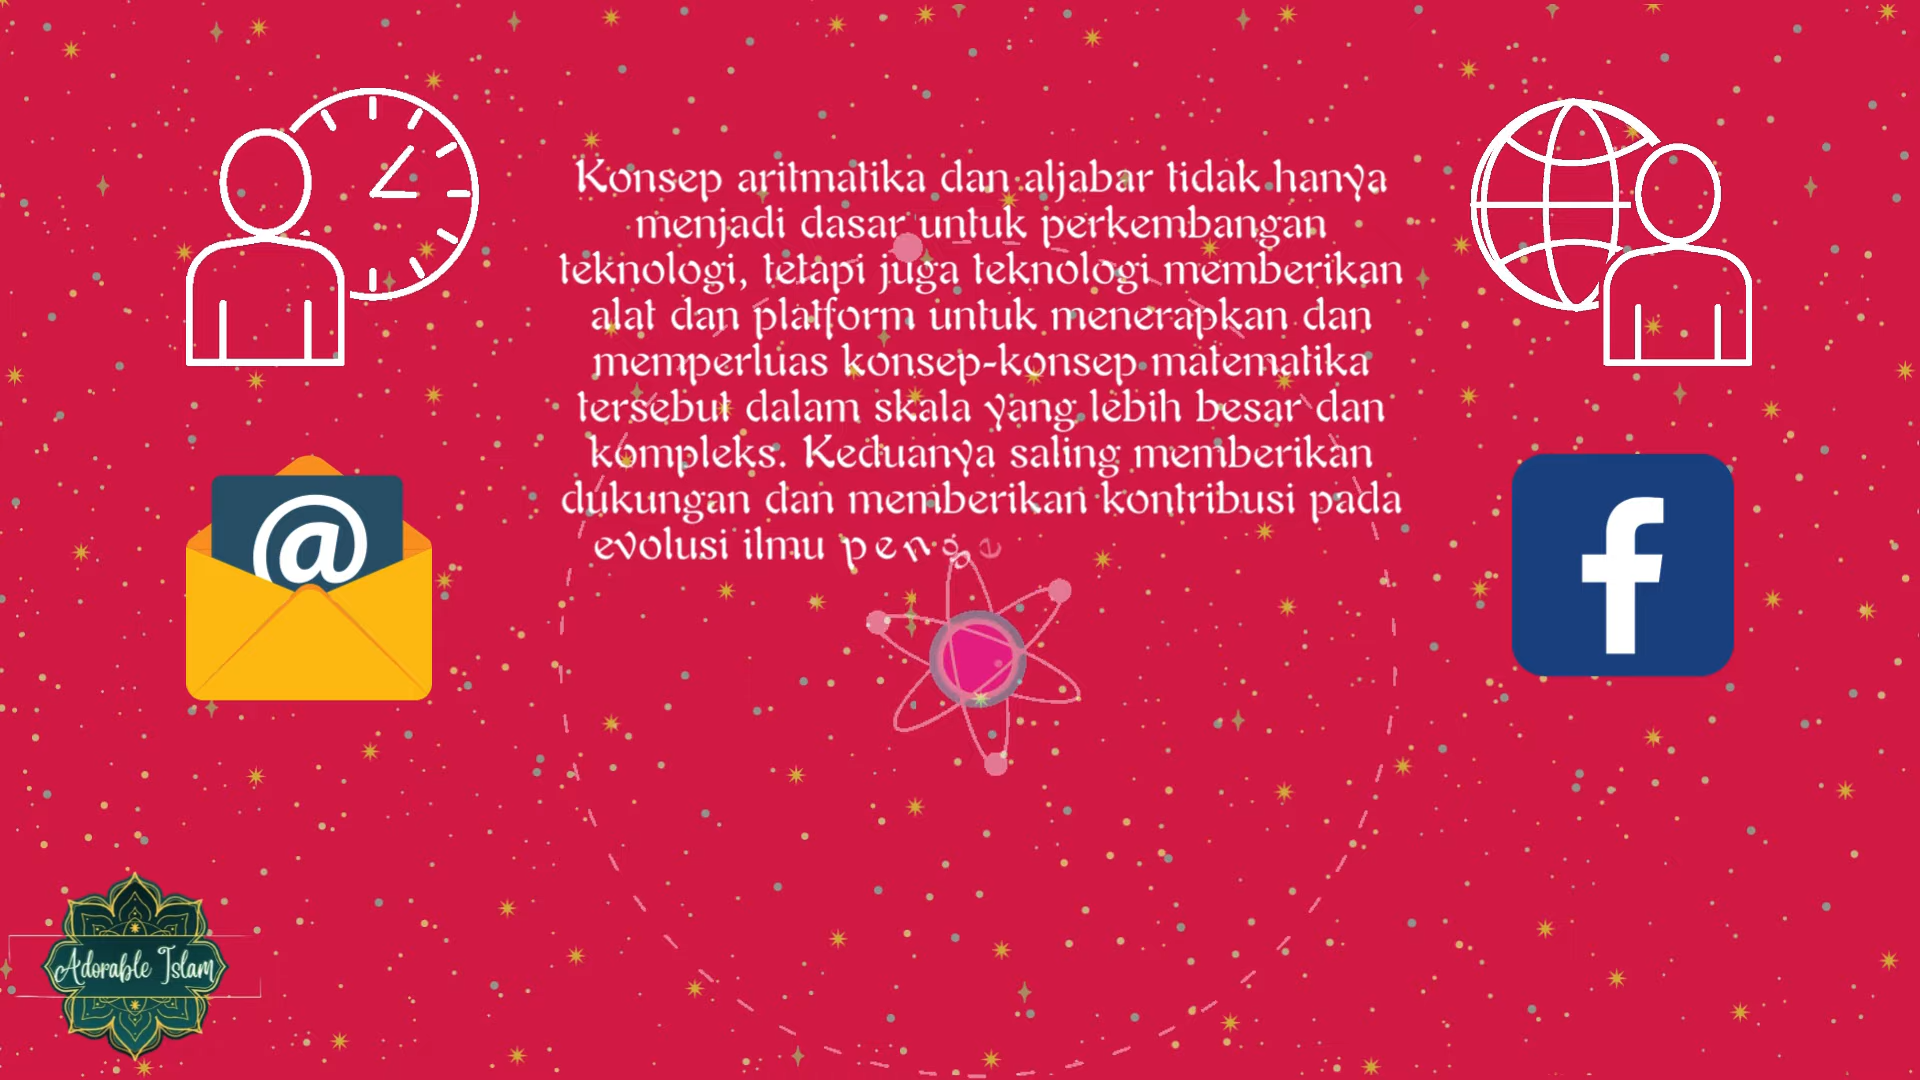 Konsep aritmatika dan aljabar tidak hanya
menjadi dasar untuk perkembangan
teknologi, tetapi juga teknologi memberikan
alat dan platform untuk menerapkan dan
memperluas konsep-konsep matematika
tersebut dalam skala yang lebih besar dan
kompleks. Keduanya saling memberikan
dukungan dan memberikan kontribusi pada
evolusi ilmu penge
@
f
Adorable Islam